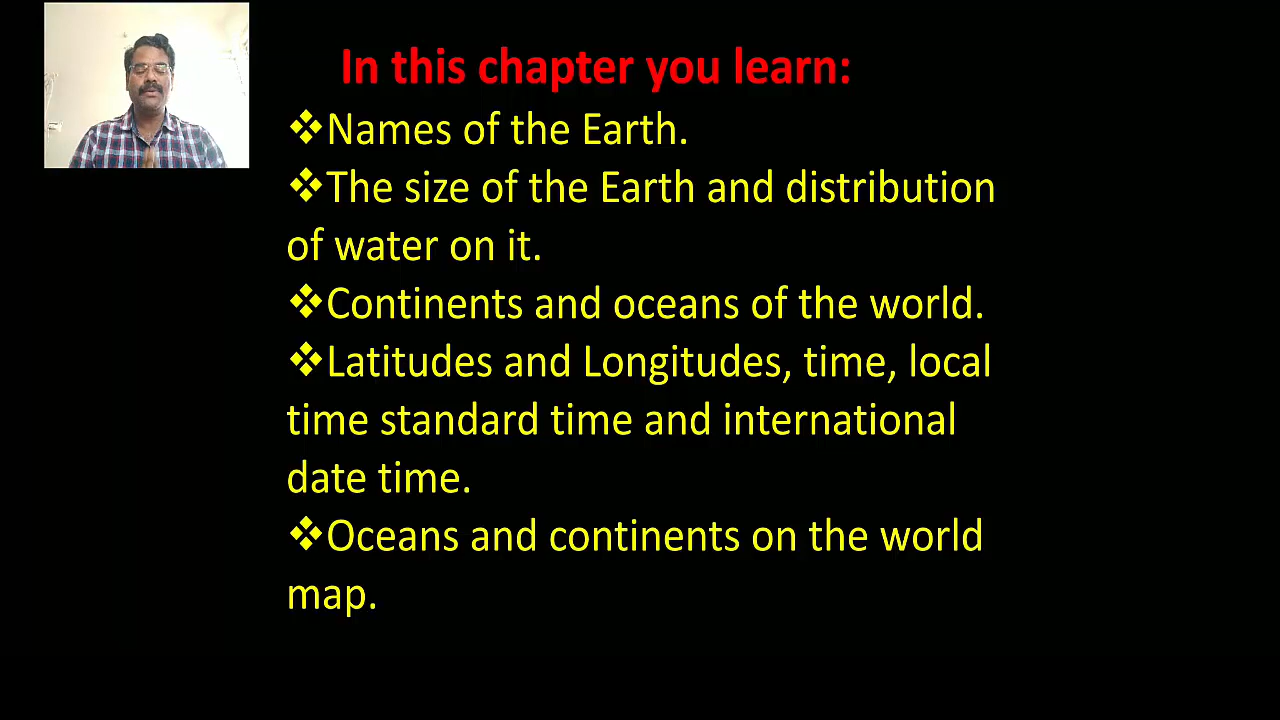 In this chapter you learn:
❖Names of the Earth.
❖The size of the Earth and distribution
of water on it.
❖Continents and oceans of the world.
❖Latitudes and Longitudes, time, local
time standard time and international
date time.
❖Oceans and continents on the world
map.